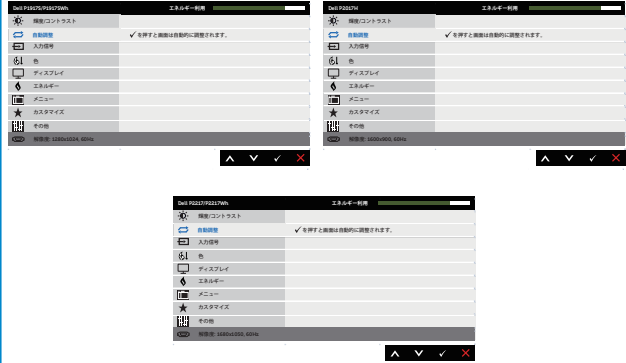 Dell P1917S/P1917SWh
エネルギー利用
輝度/コントラスト
自動調整
✓を押すと画面は自動的に調整されます。
入力信号
色
ディスプレイ
エネルギー
メニュー
カスタマイズ
その他
解像度: 1280x1024, 60Hz
Dell P2017H
エネルギー利用
輝度/コントラスト
自動調整
✓を押すと画面は自動的に調整されます。
入力信号
色
ディスプレイ
エネルギー
メニュー
カスタマイズ
その他
解像度: 1600x900, 60Hz
Dell P2217/P2217Wh
エネルギー利用
輝度/コントラスト
自動調整
✓を押すと画面は自動的に調整されます。
入力信号
色
ディスプレイ
エネルギー
メニュー
カスタマイズ
その他
解像度: 1680x1050, 60Hz